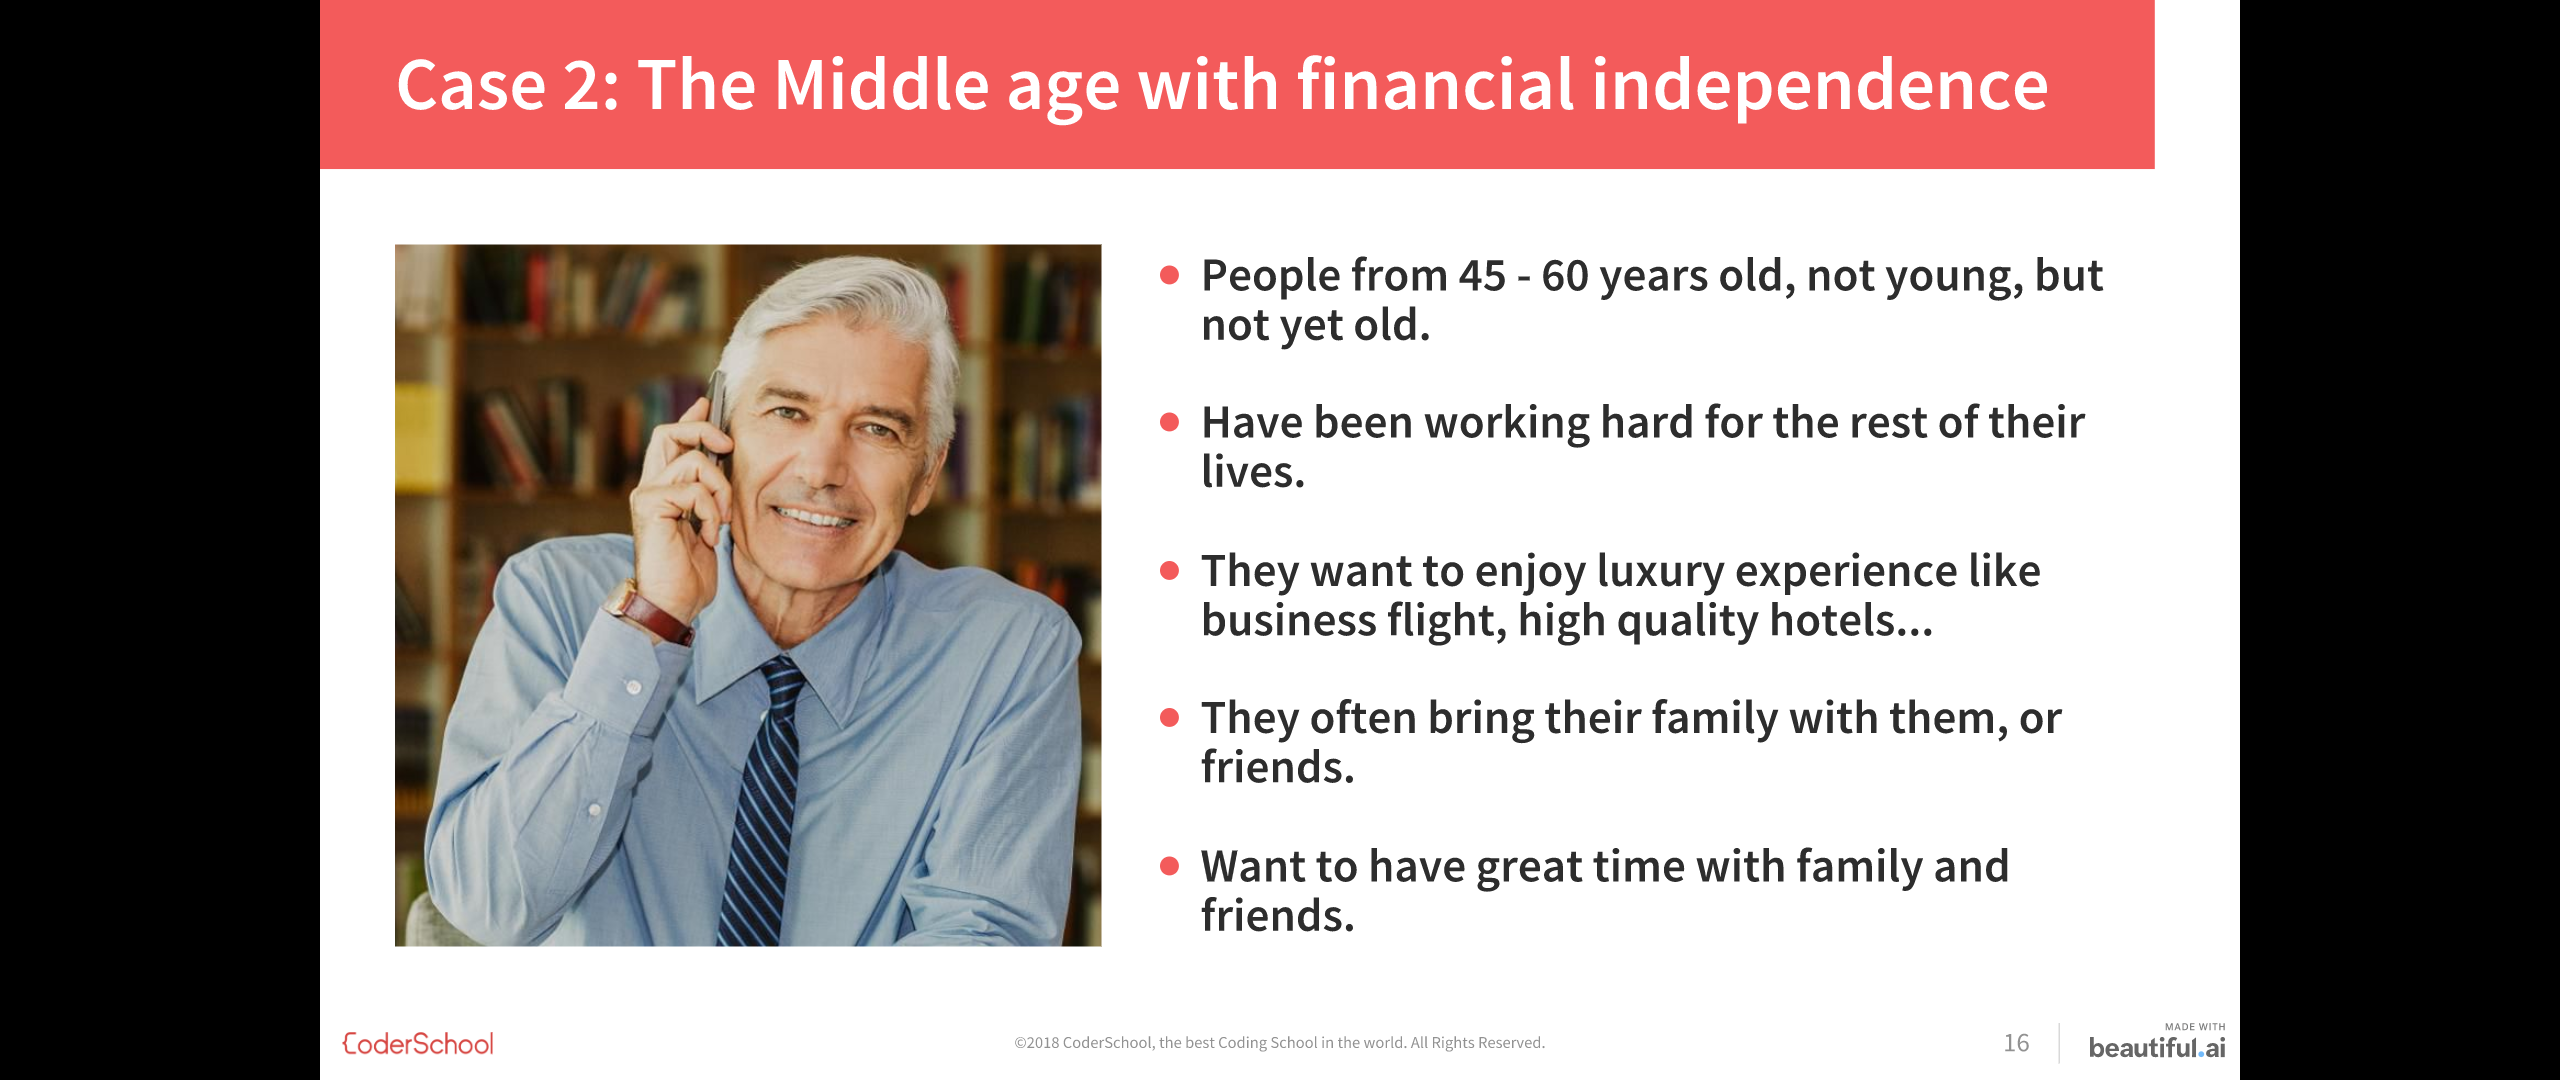 Case 2: The Middle age with financial independence
People from 45 - 60 years old, not young, but
not yet old.
Have been working hard for the rest of their
lives.
They want to enjoy luxury experience like
business flight, high quality hotels...
They often bring their family with them, or
friends.
Want to have great time with family and
friends.
CoderSchool
©2018 CoderSchool, the best Coding School in the world. All Rights Reserved.
16
MADE WITH
beautiful.ai